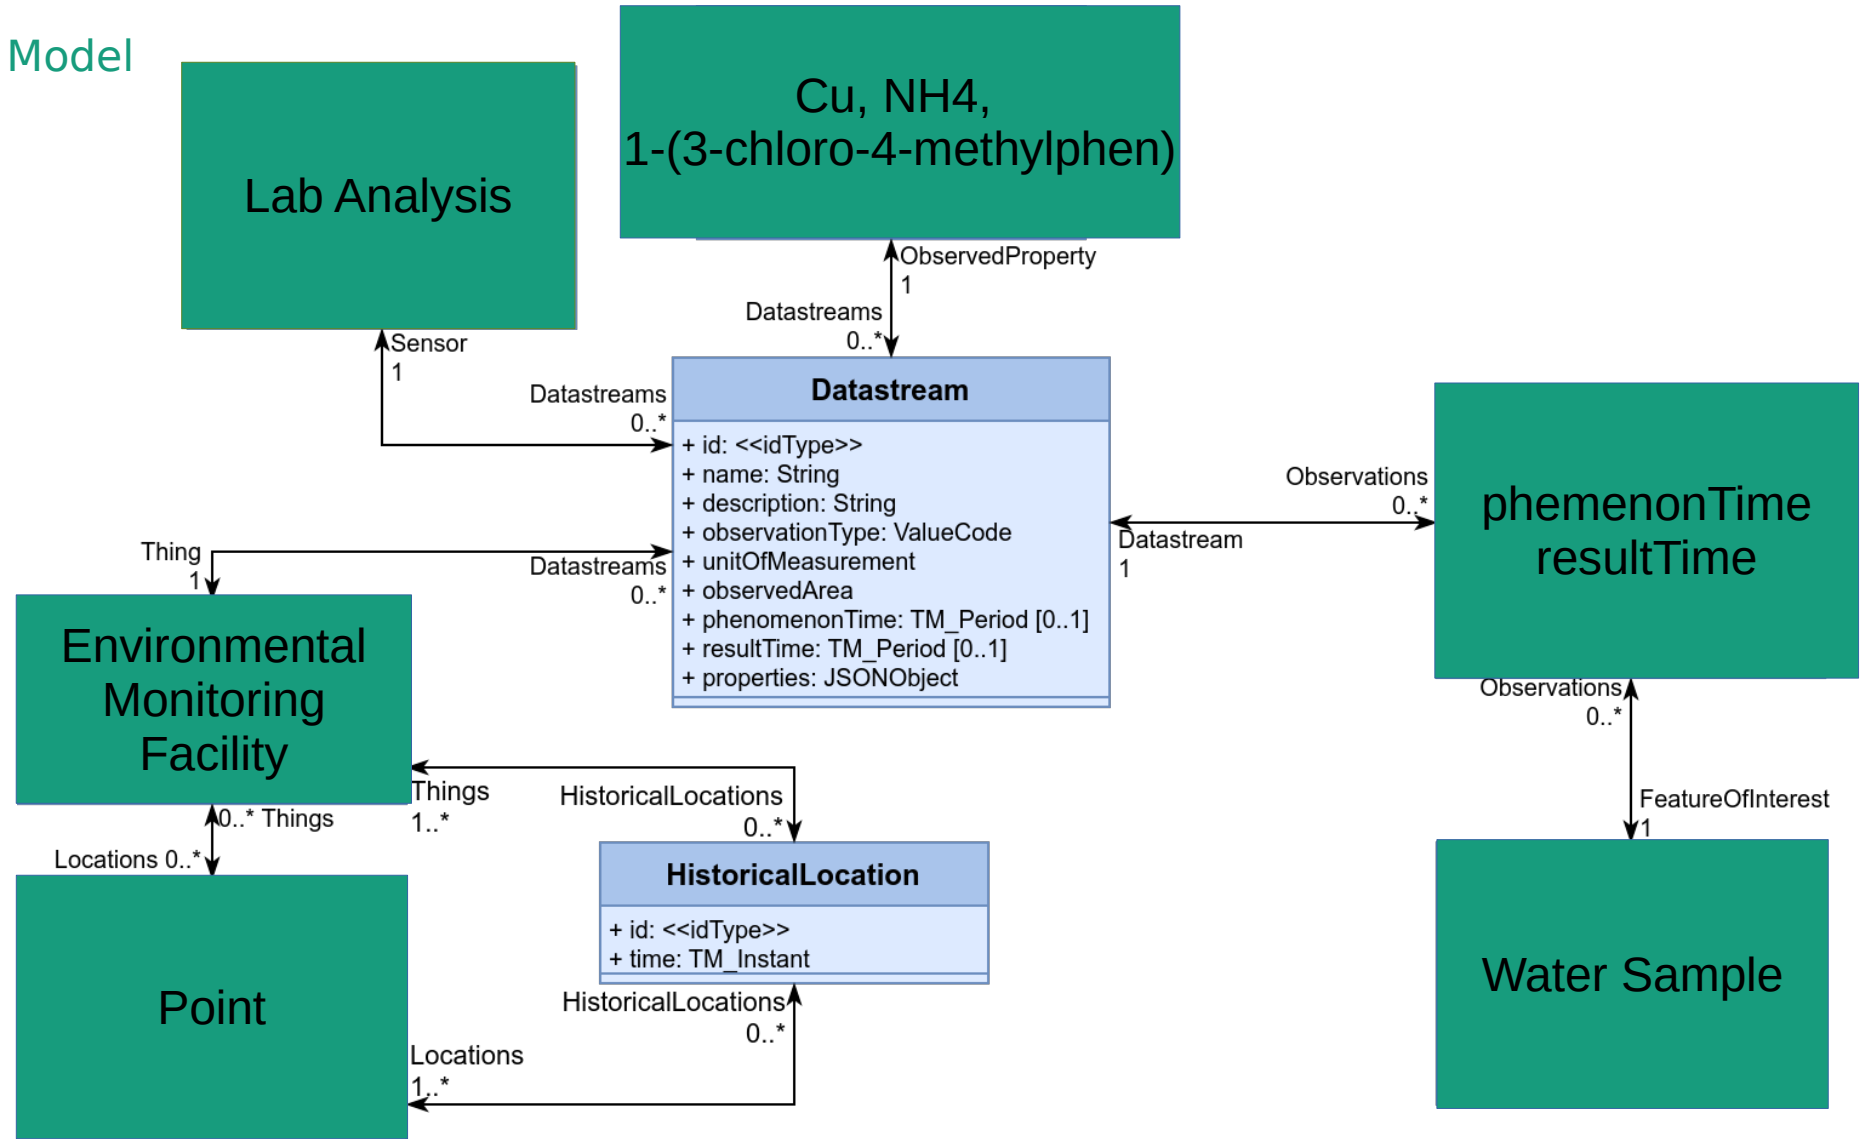 Model
Lab Analysis
Cu, NH4,
1-(3-chloro-4-methylphen)
ObservedProperty
1
Datastreams
0..*
Sensor
1
Datastreams
0..*
Datastream
+ id: <<idType>>
+ name: String
+ description: String
+ observationType: ValueCode
+ unitOfMeasurement
+ observedArea
+ phenomenonTime: TM_Period [0..1]
+ resultTime: TM_Period [0..1]
+ properties: JSONObject
Observations
0..*
Datastream
1
phemenonTime
resultTime
Thing
1
Datastreams
0..*
Environmental
Monitoring
Facility
Things
1..*
HistoricalLocations
0..*
0..* Things
Locations 0..*
Observations
0..*
FeatureOfInterest
1
HistoricalLocation
+ id: <<idType>>
+ time: TM_Instant
HistoricalLocations
0..*
Locations
1..*
Point
Water Sample